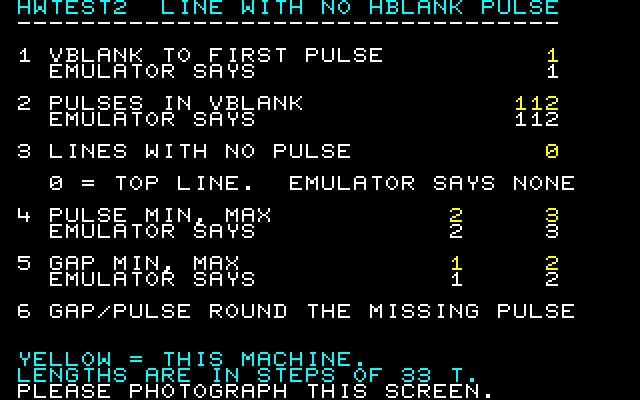 HWTEST2  LINE WITH NO HBLANK PULSE
----------------------------------
1 VBLANK TO FIRST PULSE 1
EMULATOR SAYS 1
2 PULSES IN VBLANK 112
EMULATOR SAYS 112
3 LINES WITH NO PULSE 0
0 = TOP LINE.  EMULATOR SAYS NONE
4 PULSE MIN, MAX 2 3
EMULATOR SAYS 2 3
5 GAP MIN, MAX 1 2
EMULATOR SAYS 1 2
6 GAP/PULSE ROUND THE MISSING PULSE
YELLOW = THIS MACHINE.
LENGTHS ARE IN STEPS OF 33 T.
PLEASE PHOTOGRAPH THIS SCREEN.